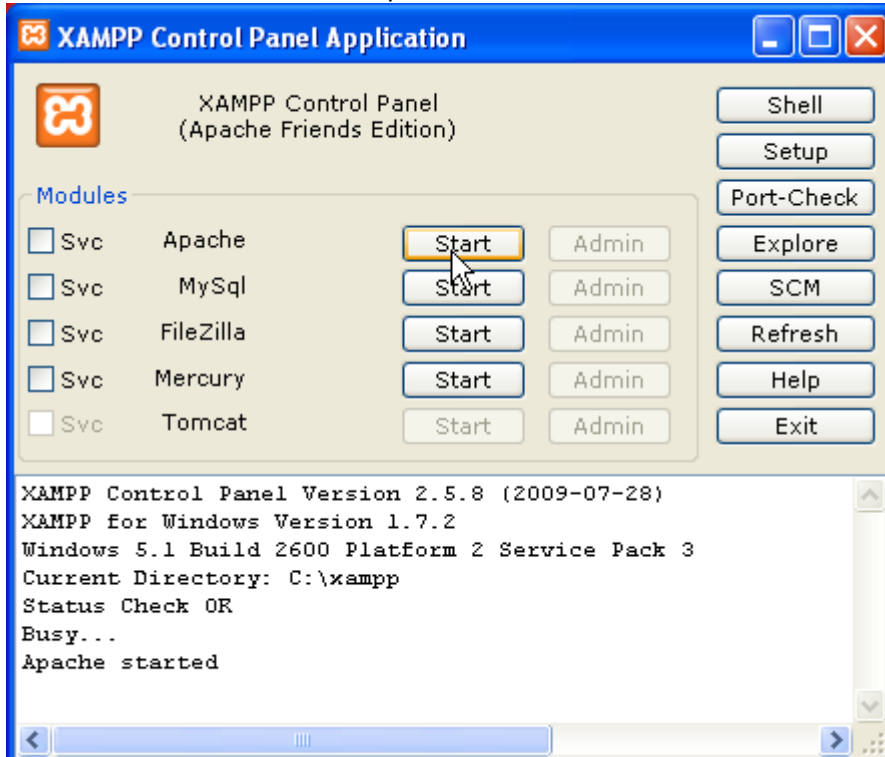 XAMPP Control Panel Application
XAMPP Control Panel
(Apache Friends Edition)
Shell
Setup
Modules
Port-Check
Svc Apache Start Admin Explore
Svc MySql Start Admin SCM
Svc FileZilla Start Admin Refresh
Svc Mercury Start Admin Help
Svc Tomcat Start Admin Exit
XAMPP Control Panel Version 2.5.8 (2009-07-28)
XAMPP for Windows Version 1.7.2
Windows 5.1 Build 2600 Platform 2 Service Pack 3
Current Directory: C:\xampp
Status Check OK
Busy...
Apache started